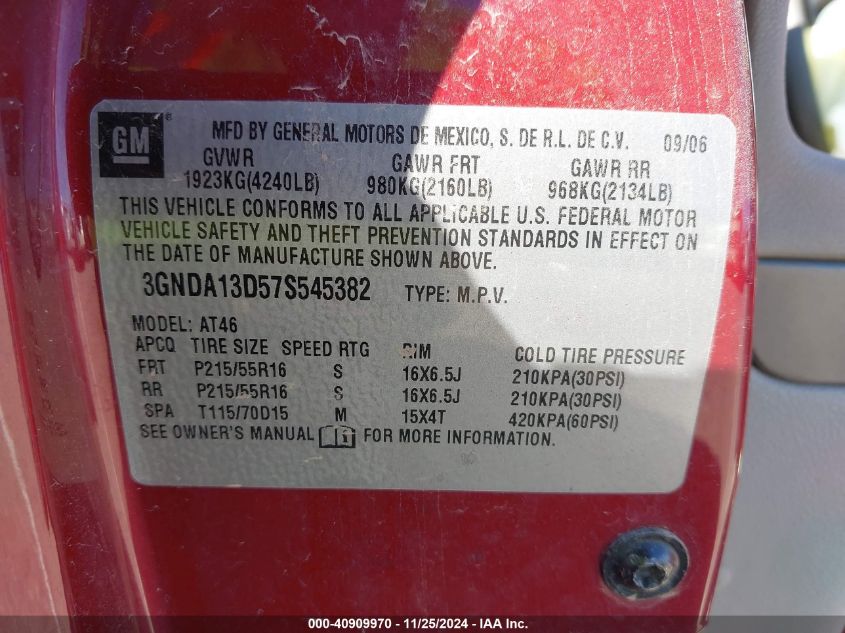 GM ® MFD BY GENERAL MOTORS DE MEXICO, S. DE R.L. DE C.V. 09/06
GVWR GAWR FRT GAWR RR
1923KG(4240LB) 980KG(2160LB) 968KG(2134LB)
THIS VEHICLE CONFORMS TO ALL APPLICABLE U.S. FEDERAL MOTOR
VEHICLE SAFETY AND THEFT PREVENTION STANDARDS IN EFFECT ON
THE DATE OF MANUFACTURE SHOWN ABOVE.
3GNDA13D57S545382 TYPE: M.P.V.
MODEL: AT46
APCQ TIRE SIZE SPEED RTG RIM COLD TIRE PRESSURE
FRT P215/55R16 S 16X6.5J 210KPA(30PSI)
RR P215/55R16 S 16X6.5J 210KPA(30PSI)
SPA T115/70D15 M 15X4T 420KPA(60PSI)
SEE OWNER'S MANUAL FOR MORE INFORMATION.
000-40909970 - 11/25/2024 - IAA Inc.